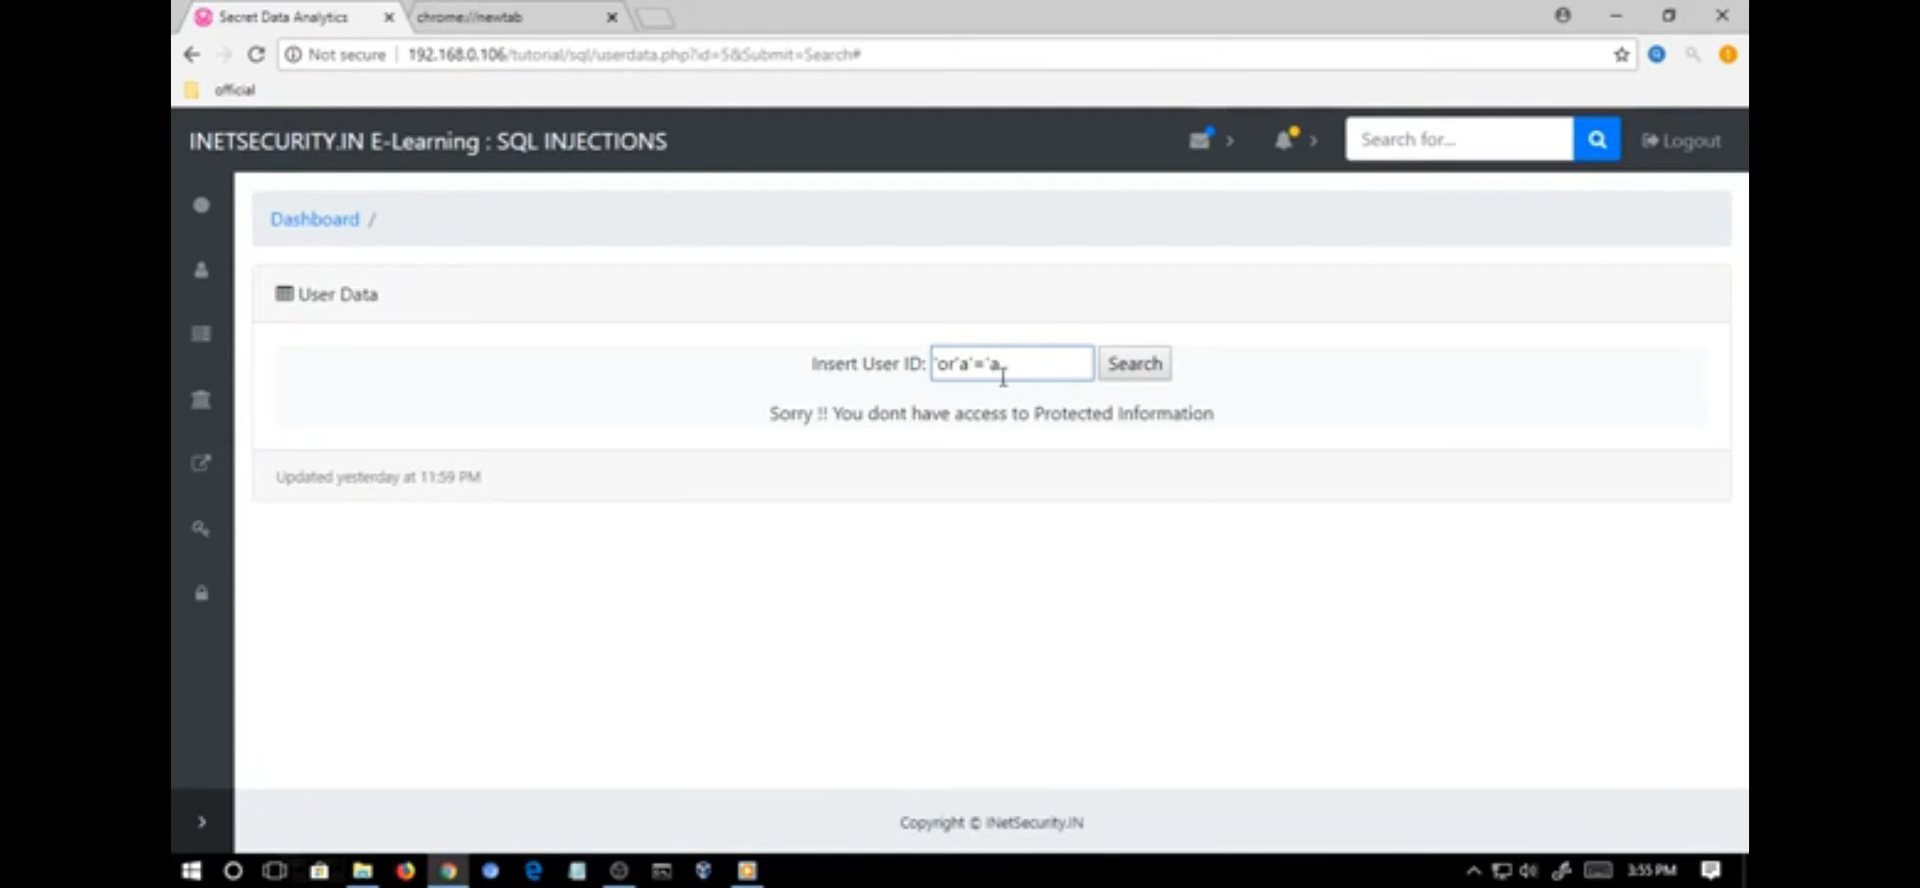 Secret Data Analytics
chrome://newtab
Not secure | 192.168.0.106/tutorial/sql/userdata.php?id=5&Submit=Search#
official
INETSECURITY.IN E-Learning : SQL INJECTIONS
Search for...
Logout
Dashboard /
User Data
Insert User ID: 'or'a'='a
Search
Sorry !! You dont have access to Protected Information
Updated yesterday at 11:59 PM
Copyright © INetSecurity.IN
3:55 PM